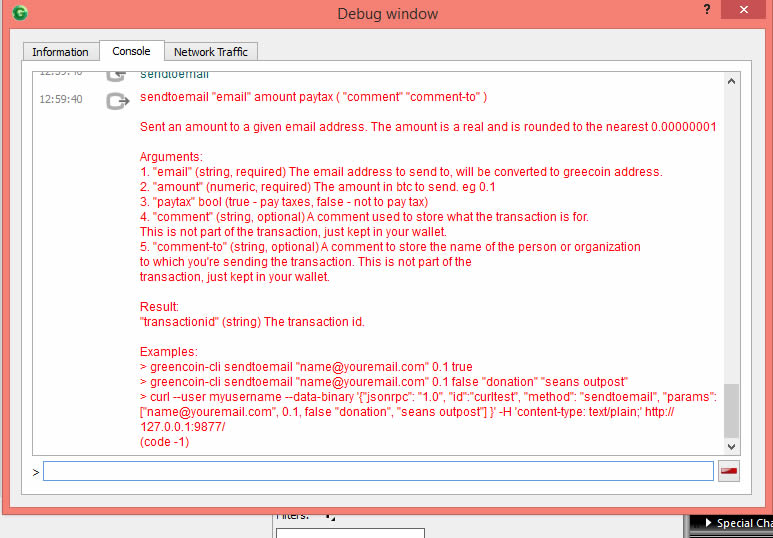 Debug window
?
x
Information
Console
Network Traffic
12:59:40
sendtoemail
12:59:40
sendtoemail "email" amount paytax ( "comment" "comment-to" )
Sent an amount to a given email address. The amount is a real and is rounded to the nearest 0.00000001
Arguments:
1. "email" (string, required) The email address to send to, will be converted to greecoin address.
2. "amount" (numeric, required) The amount in btc to send. eg 0.1
3. "paytax" bool (true - pay taxes, false - not to pay tax)
4. "comment" (string, optional) A comment used to store what the transaction is for.
This is not part of the transaction, just kept in your wallet.
5. "comment-to" (string, optional) A comment to store the name of the person or organization
to which you're sending the transaction. This is not part of the
transaction, just kept in your wallet.
Result:
"transactionid" (string) The transaction id.
Examples:
> greencoin-cli sendtoemail "name@youremail.com" 0.1 true
> greencoin-cli sendtoemail "name@youremail.com" 0.1 false "donation" "seans outpost"
> curl --user myusername --data-binary '{"jsonrpc": "1.0", "id":"curltest", "method": "sendtoemail", "params":
["name@youremail.com", 0.1, false "donation", "seans outpost"] }' -H 'content-type: text/plain;' http://
127.0.0.1:9877/
(code -1)
>
Filters:
Special Cha